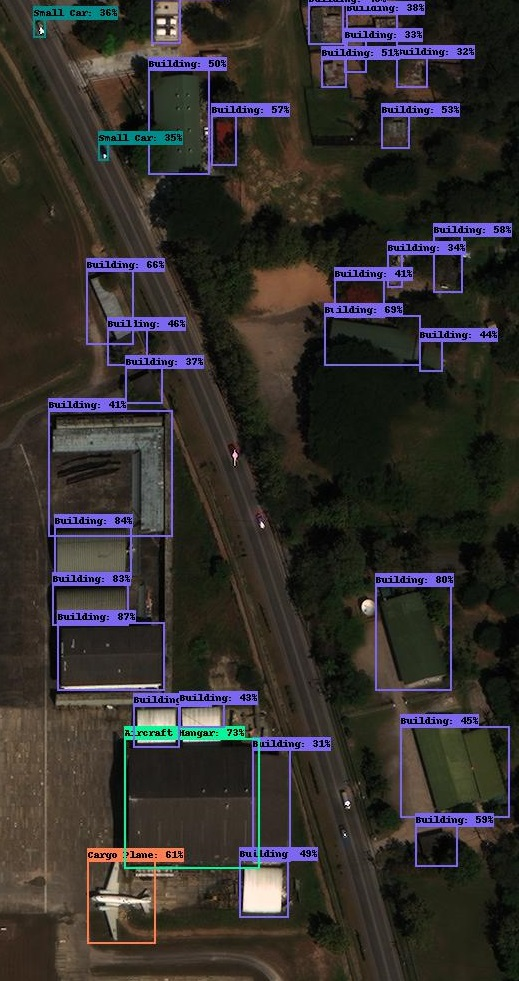 Small Car: 36%
Building: 38%
Building: 33%
Building: 51%
Building: 32%
Building: 50%
Building: 57%
Building: 53%
Small Car: 35%
Building: 58%
Building: 34%
Building: 66%
Building: 41%
Building: 69%
Building: 46%
Building: 44%
Building: 37%
Building: 41%
Building: 84%
Building: 83%
Building: 80%
Building: 87%
Building
Building: 43%
Building: 45%
Aircraft Hangar: 73%
Building: 31%
Building: 59%
Cargo Plane: 61%
Building: 49%